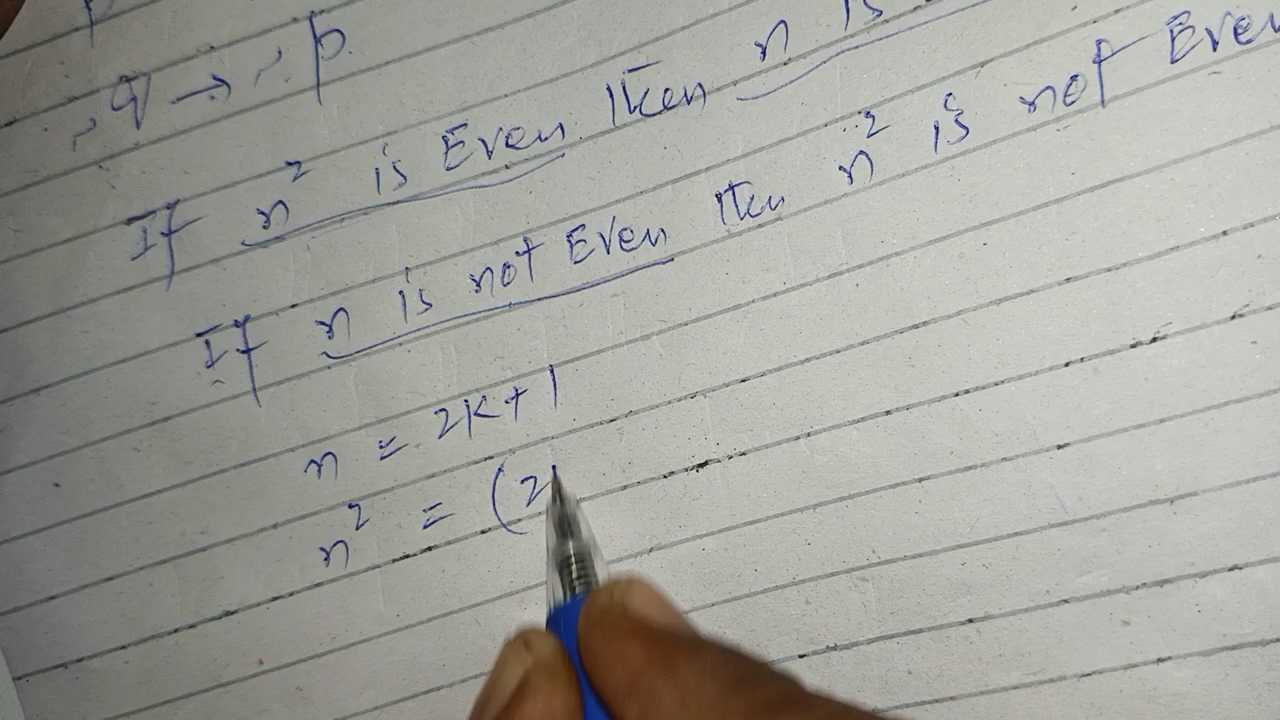 ~q → ~p.
If n² is Even then n is
If n is not Even then n² is not Even
n = 2k+1
n² = (2